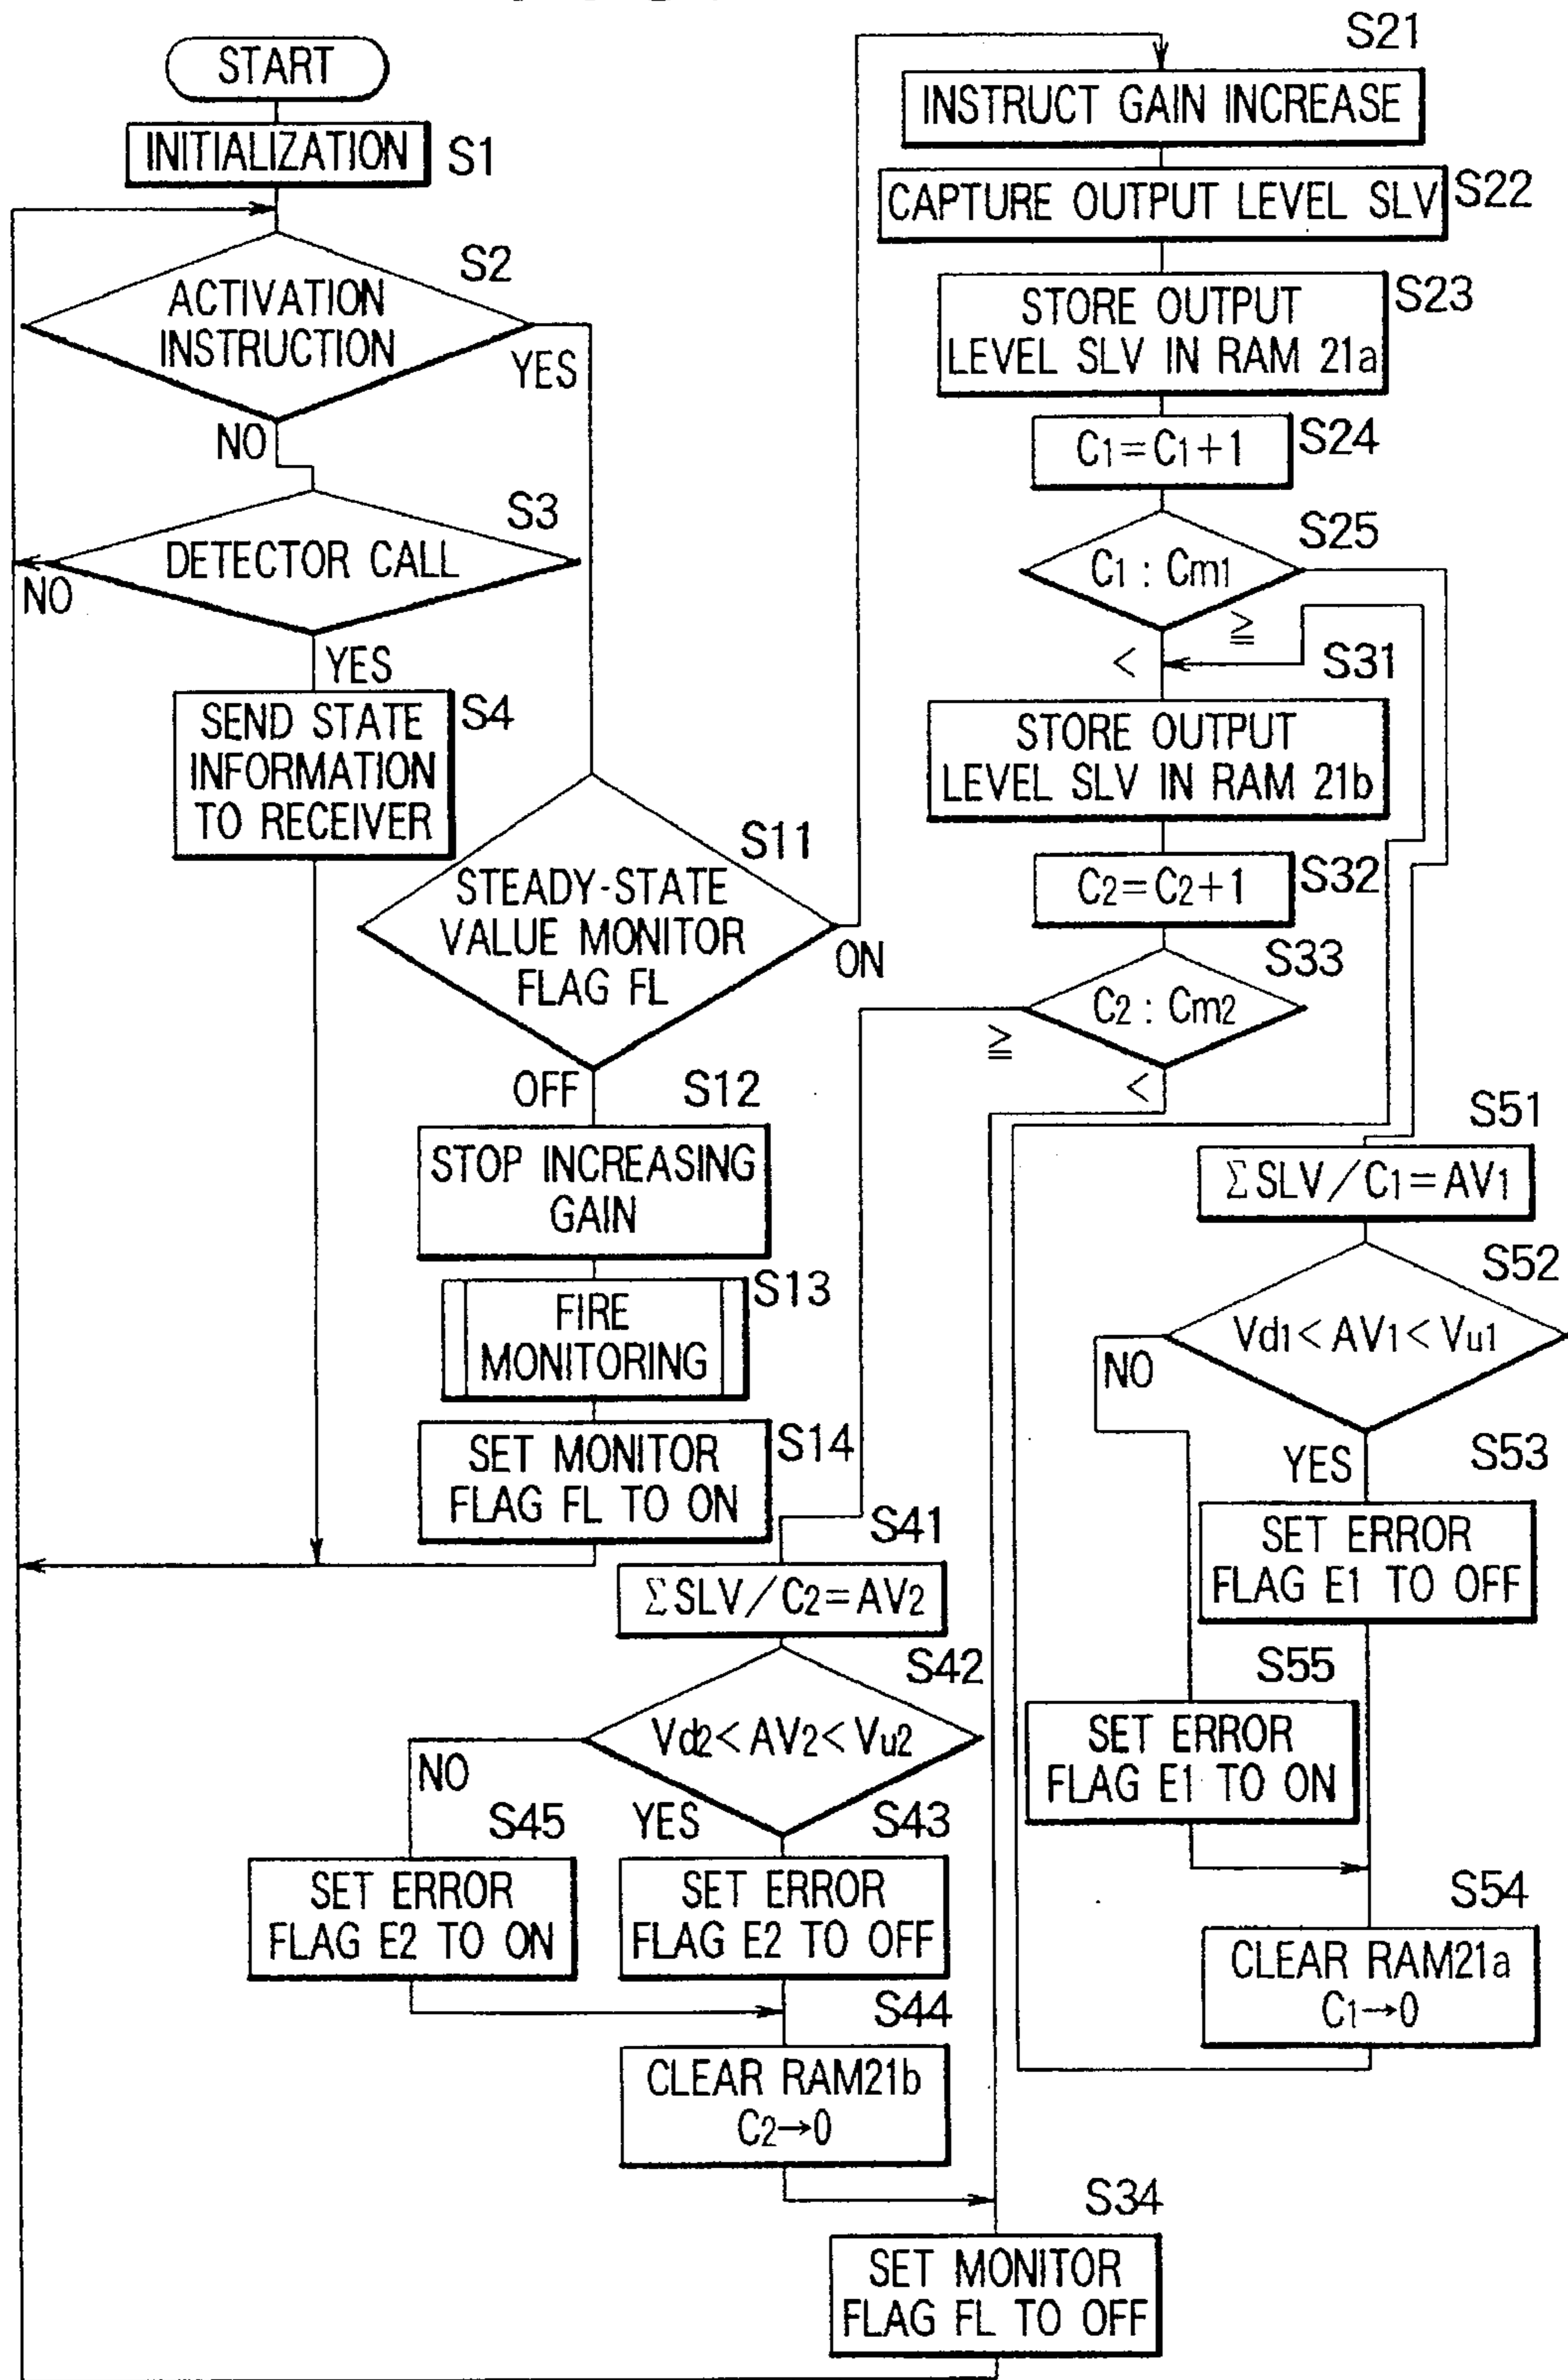 START
INITIALIZATION
S1
S2
ACTIVATION
INSTRUCTION
YES
NO
S3
DETECTOR CALL
NO
YES
S4
SEND STATE
INFORMATION
TO RECEIVER
S11
STEADY-STATE
VALUE MONITOR
FLAG FL
ON
OFF
S12
STOP INCREASING
GAIN
S13
FIRE
MONITORING
S14
SET MONITOR
FLAG FL TO ON
S21
INSTRUCT GAIN INCREASE
S22
CAPTURE OUTPUT LEVEL SLV
S23
STORE OUTPUT
LEVEL SLV IN RAM 21a
S24
C1=C1+1
S25
C1 : Cm1
≧
<
S31
STORE OUTPUT
LEVEL SLV IN RAM 21b
S32
C2=C2+1
S33
C2 : Cm2
≧
<
S41
ΣSLV/C2=AV2
S42
Vd2<AV2<Vu2
NO
YES
S45
SET ERROR
FLAG E2 TO ON
S43
SET ERROR
FLAG E2 TO OFF
S44
CLEAR RAM21b
C2→0
S51
ΣSLV/C1=AV1
S52
Vd1<AV1<Vu1
NO
YES
S53
SET ERROR
FLAG E1 TO OFF
S55
SET ERROR
FLAG E1 TO ON
S54
CLEAR RAM21a
C1→0
S34
SET MONITOR
FLAG FL TO OFF